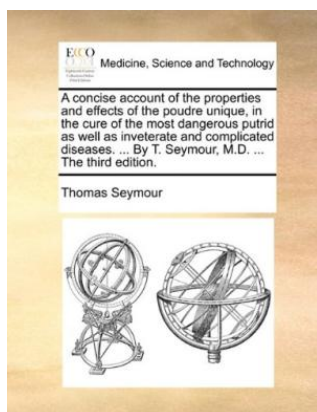 ECCO
Medicine, Science and Technology
A concise account of the properties
and effects of the poudre unique, in
the cure of the most dangerous putrid
as well as inveterate and complicated
diseases. ... By T. Seymour, M.D. ...
The third edition.
Thomas Seymour